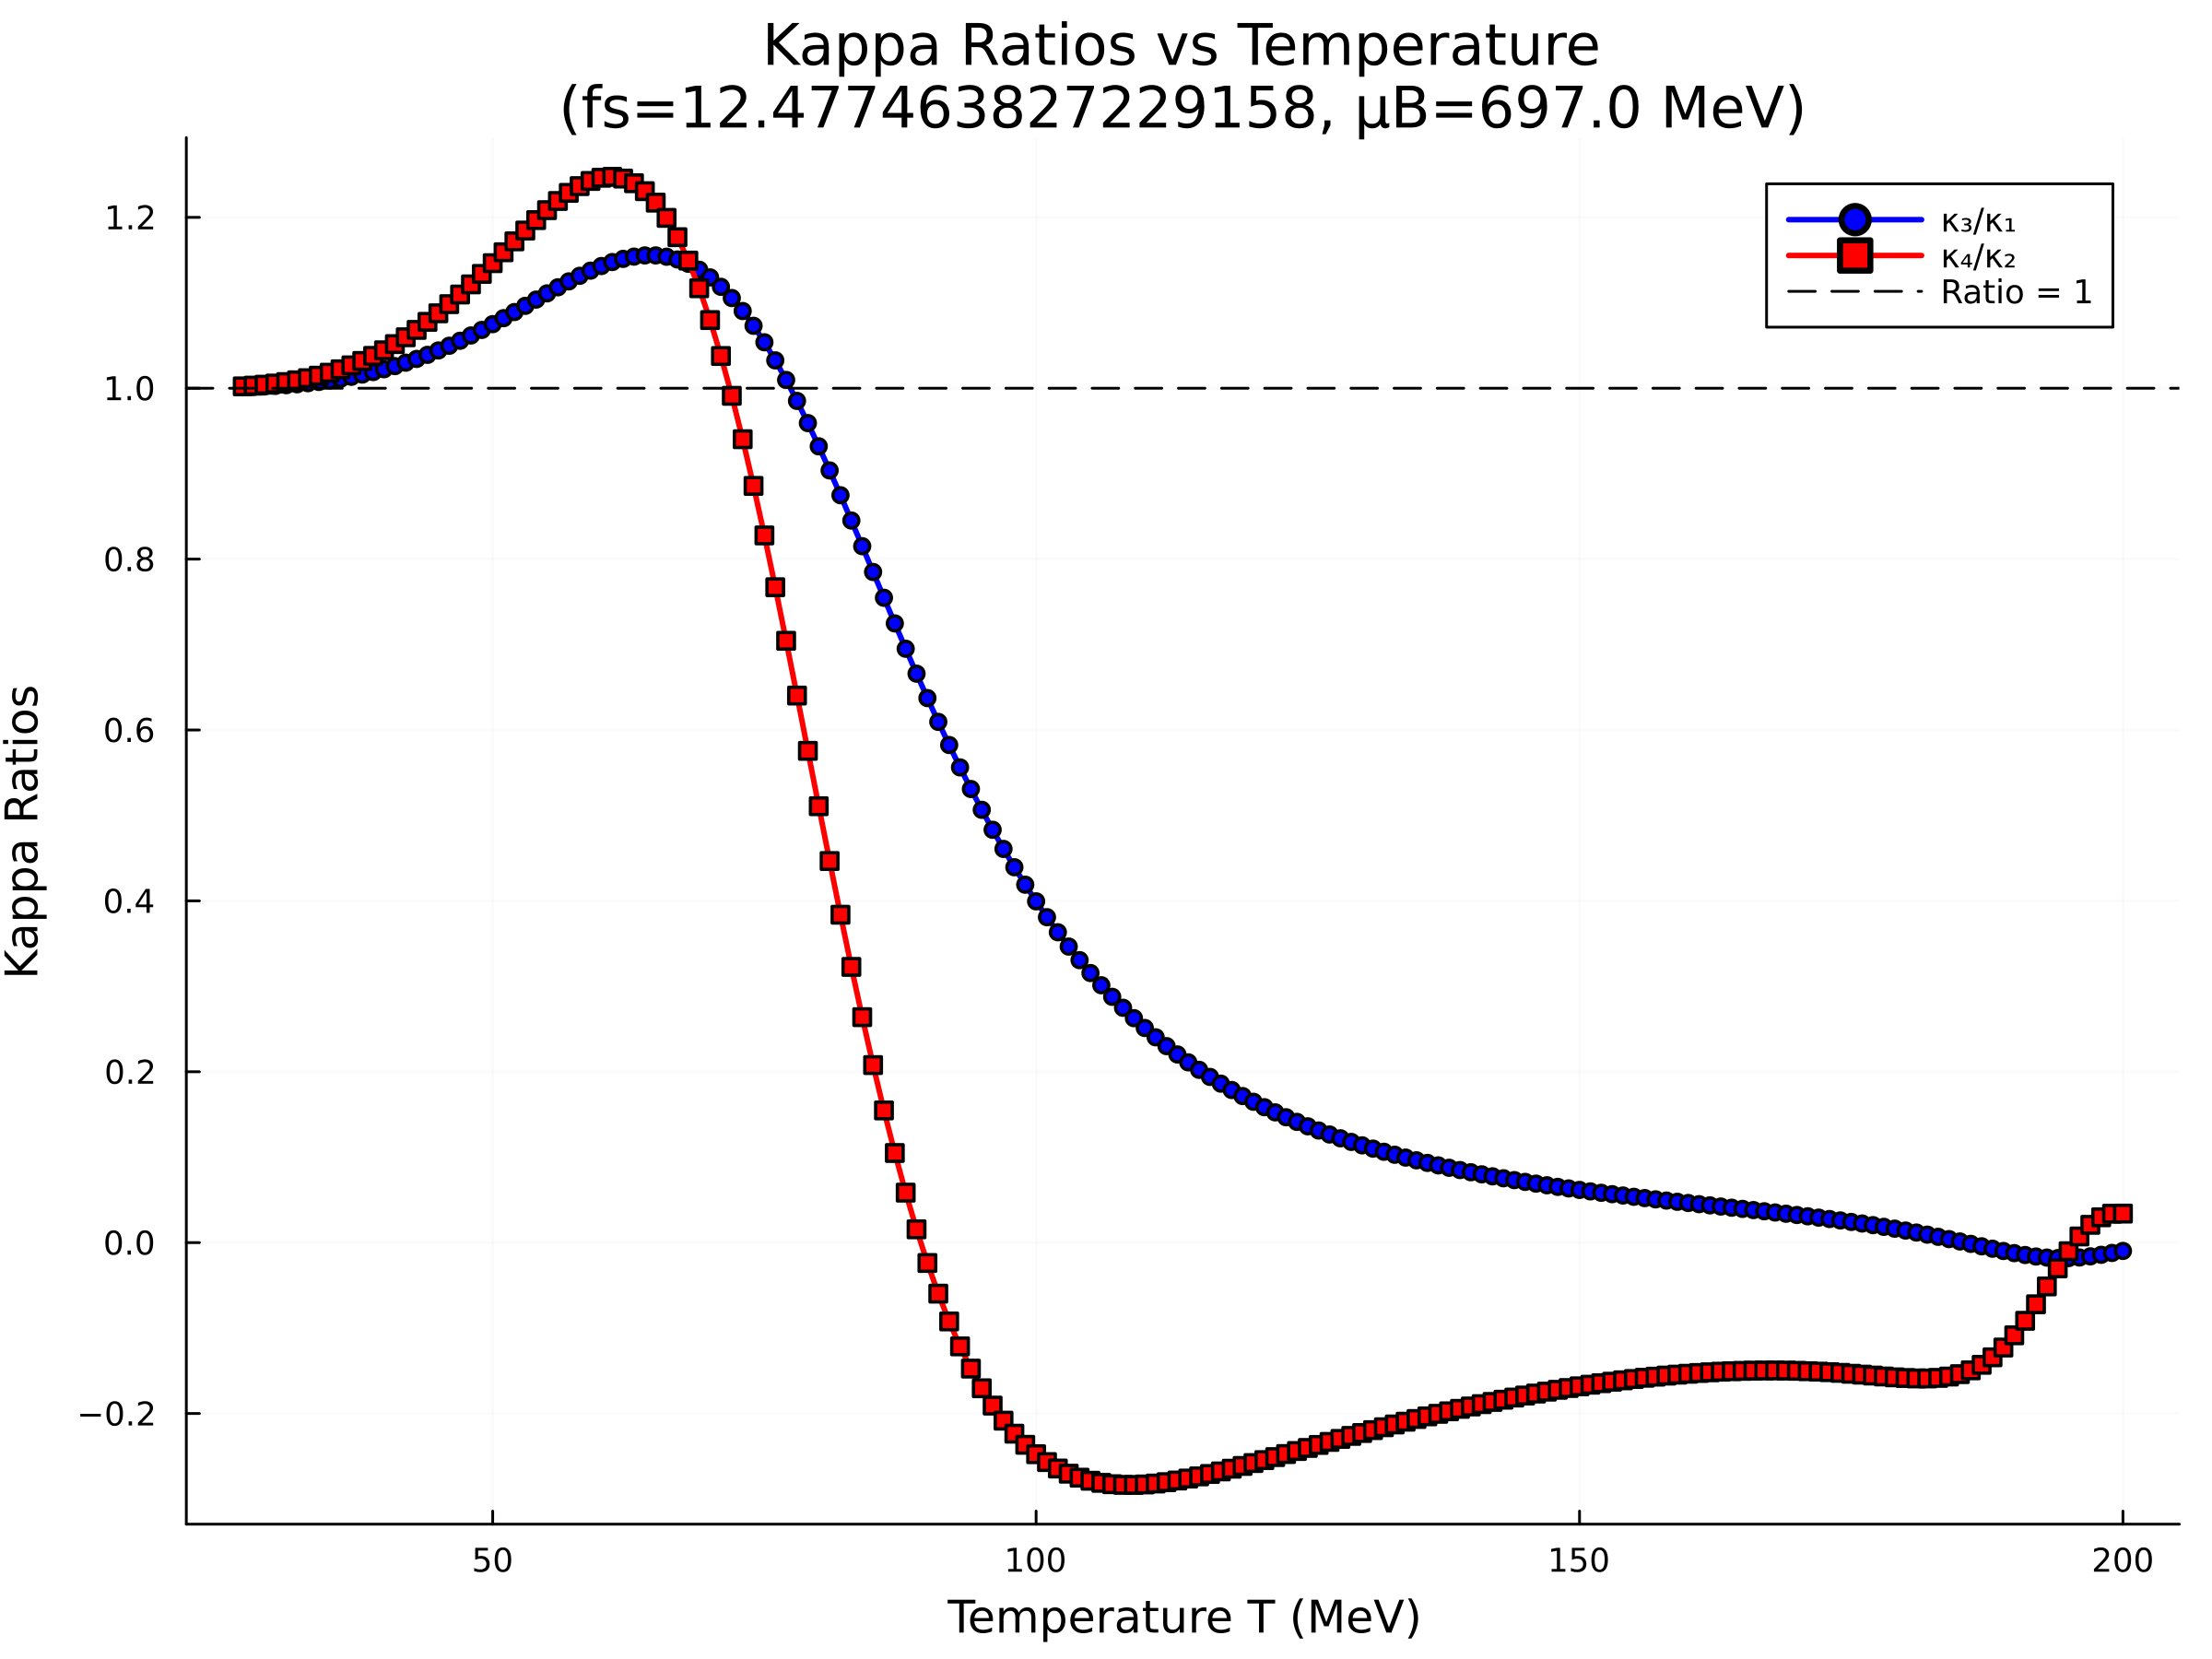 Kappa Ratios vs Temperature
(fs=12.477463827229158, μB=697.0 MeV)
κ₃/κ₁
κ₄/κ₂
Ratio = 1
Kappa Ratios
1.2
1.0
0.8
0.6
0.4
0.2
0.0
−0.2
50
100
150
200
Temperature T (MeV)